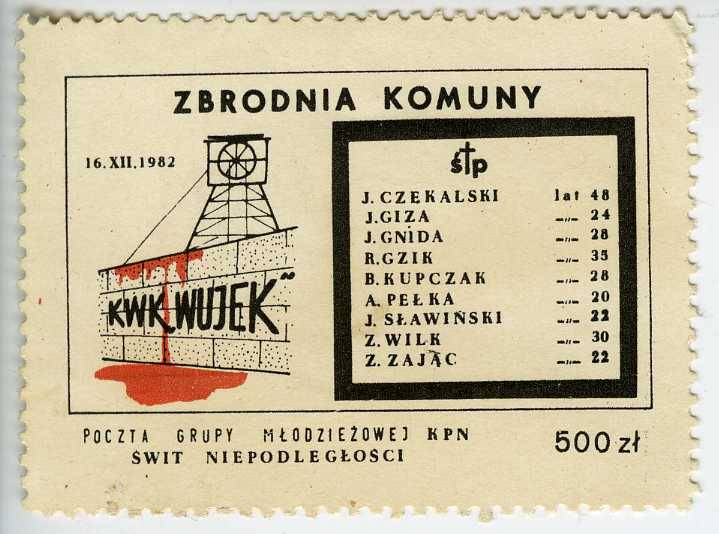 ZBRODNIA KOMUNY
16.XII.1982
KWK „WUJEK”
ś†p
J. CZEKALSKI lat 48
J. GIZA —„— 24
J. GNIDA —„— 28
R. GZIK —„— 35
B. KUPCZAK —„— 28
A. PEŁKA —„— 20
J. SŁAWIŃSKI —„— 22
Z. WILK —„— 30
Z. ZAJĄC —„— 22
POCZTA GRUPY MŁODZIEŻOWEJ KPN
ŚWIT NIEPODLEGŁOŚCI
500 zł